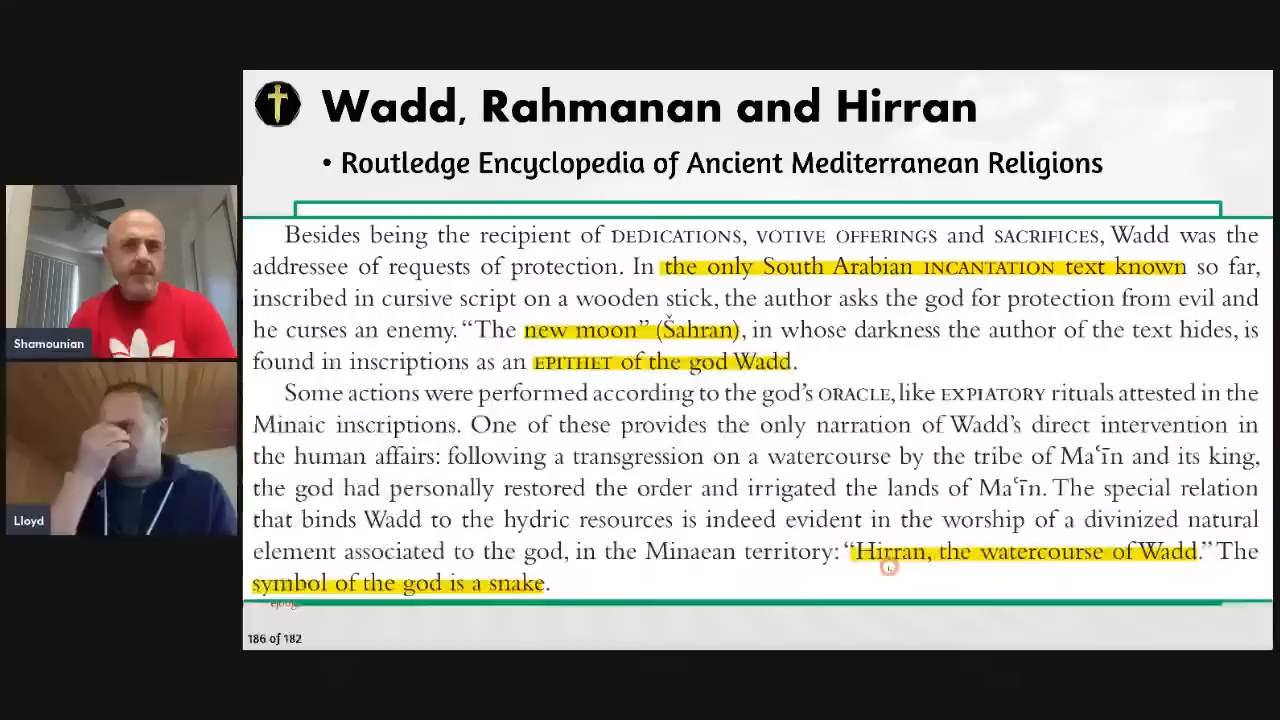 Wadd, Rahmanan and Hirran
• Routledge Encyclopedia of Ancient Mediterranean Religions
Besides being the recipient of DEDICATIONS, VOTIVE OFFERINGS and SACRIFICES, Wadd was the
addressee of requests of protection. In the only South Arabian INCANTATION text known so far,
inscribed in cursive script on a wooden stick, the author asks the god for protection from evil and
he curses an enemy. “The new moon” (Šahran), in whose darkness the author of the text hides, is
found in inscriptions as an EPITHET of the god Wadd.
Some actions were performed according to the god’s ORACLE, like EXPIATORY rituals attested in the
Minaic inscriptions. One of these provides the only narration of Wadd’s direct intervention in
the human affairs: following a transgression on a watercourse by the tribe of Maʿīn and its king,
the god had personally restored the order and irrigated the lands of Maʿīn. The special relation
that binds Wadd to the hydric resources is indeed evident in the worship of a divinized natural
element associated to the god, in the Minaean territory: “Hirran, the watercourse of Wadd.” The
symbol of the god is a snake.
186 of 182
Shamounian
Lloyd